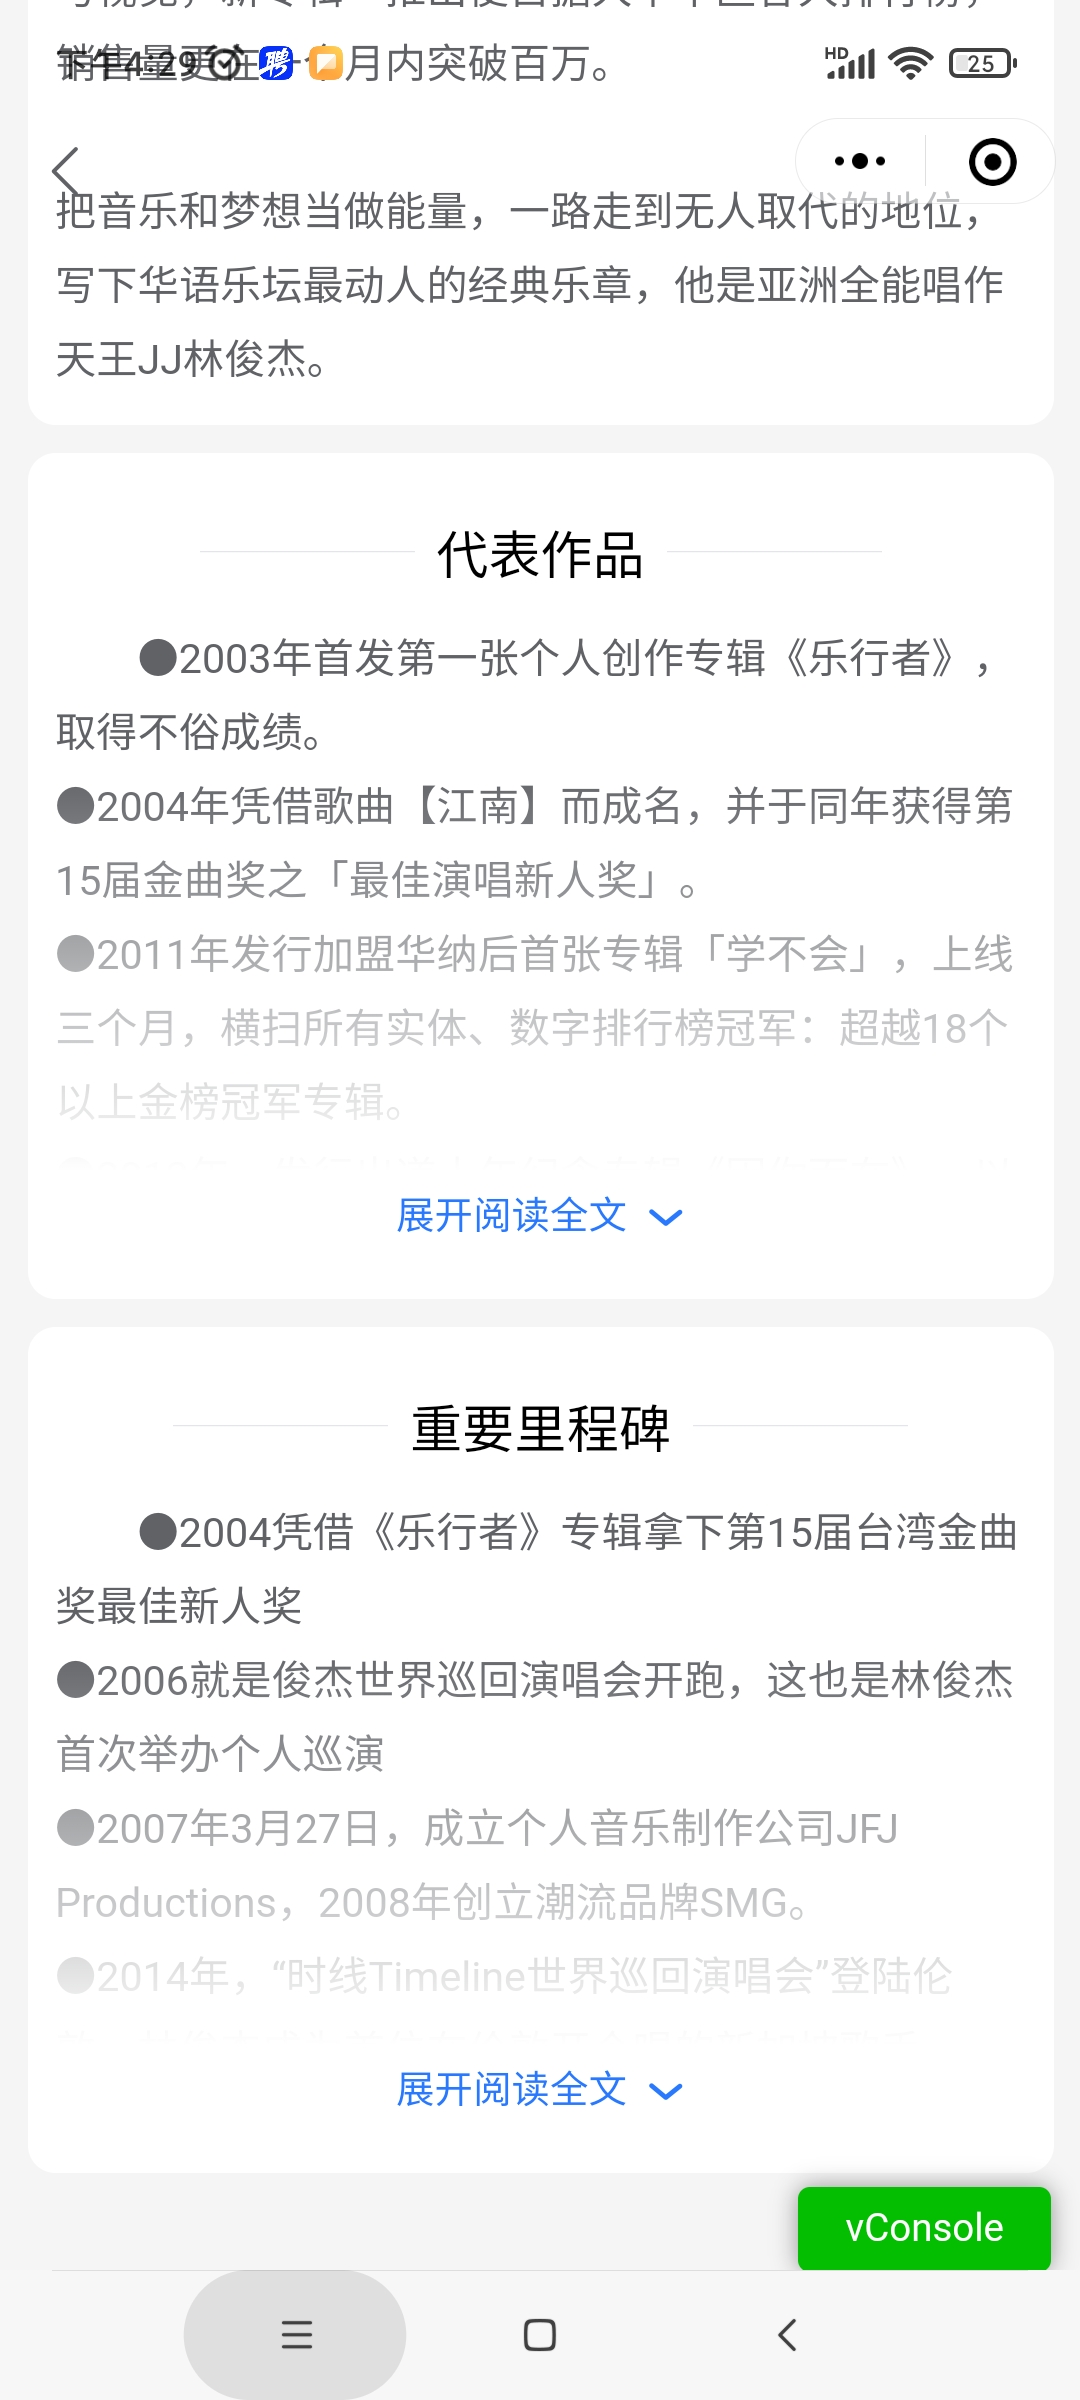 销售量更在一个月内突破百万。
下午4:29
聘
HD
25
把音乐和梦想当做能量，一路走到无人取代的地位，
写下华语乐坛最动人的经典乐章，他是亚洲全能唱作
天王JJ林俊杰。
代表作品
●2003年首发第一张个人创作专辑《乐行者》，
取得不俗成绩。
●2004年凭借歌曲【江南】而成名，并于同年获得第
15届金曲奖之「最佳演唱新人奖」。
●2011年发行加盟华纳后首张专辑「学不会」，上线
三个月，横扫所有实体、数字排行榜冠军：超越18个
以上金榜冠军专辑。
展开阅读全文
重要里程碑
●2004凭借《乐行者》专辑拿下第15届台湾金曲
奖最佳新人奖
●2006就是俊杰世界巡回演唱会开跑，这也是林俊杰
首次举办个人巡演
●2007年3月27日，成立个人音乐制作公司JFJ
Productions，2008年创立潮流品牌SMG。
●2014年，“时线Timeline世界巡回演唱会”登陆伦
展开阅读全文
vConsole